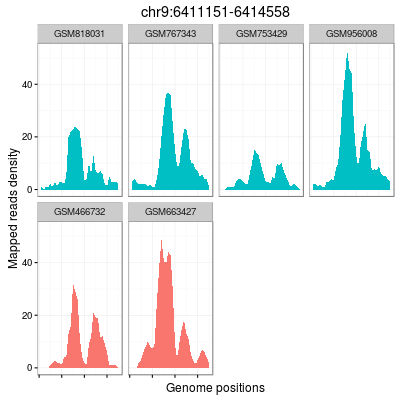 chr9:6411151-6414558
GSM818031 GSM767343 GSM753429 GSM956008
40
20
0
GSM466732 GSM663427
40
20
0
Mapped reads density
Genome positions